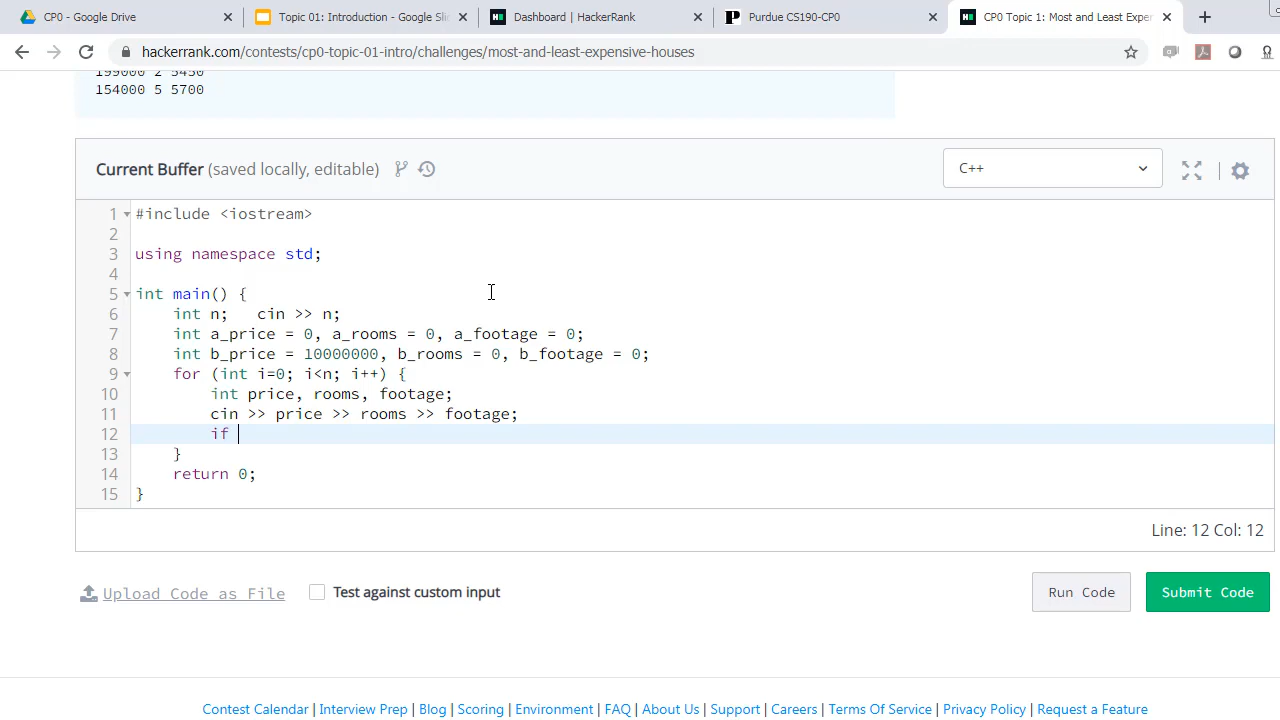 CP0 - Google Drive
Topic 01: Introduction - Google Sli
Dashboard | HackerRank
Purdue CS190-CP0
CP0 Topic 1: Most and Least Exper
hackerrank.com/contests/cp0-topic-01-intro/challenges/most-and-least-expensive-houses
199000 2 5450
154000 5 5700
Current Buffer (saved locally, editable)
C++
1 #include <iostream>
2
3 using namespace std;
4
5 int main() {
6 int n; cin >> n;
7 int a_price = 0, a_rooms = 0, a_footage = 0;
8 int b_price = 10000000, b_rooms = 0, b_footage = 0;
9 for (int i=0; i<n; i++) {
10 int price, rooms, footage;
11 cin >> price >> rooms >> footage;
12 if
13 }
14 return 0;
15 }
Line: 12 Col: 12
Upload Code as File
Test against custom input
Run Code
Submit Code
Contest Calendar | Interview Prep | Blog | Scoring | Environment | FAQ | About Us | Support | Careers | Terms Of Service | Privacy Policy | Request a Feature